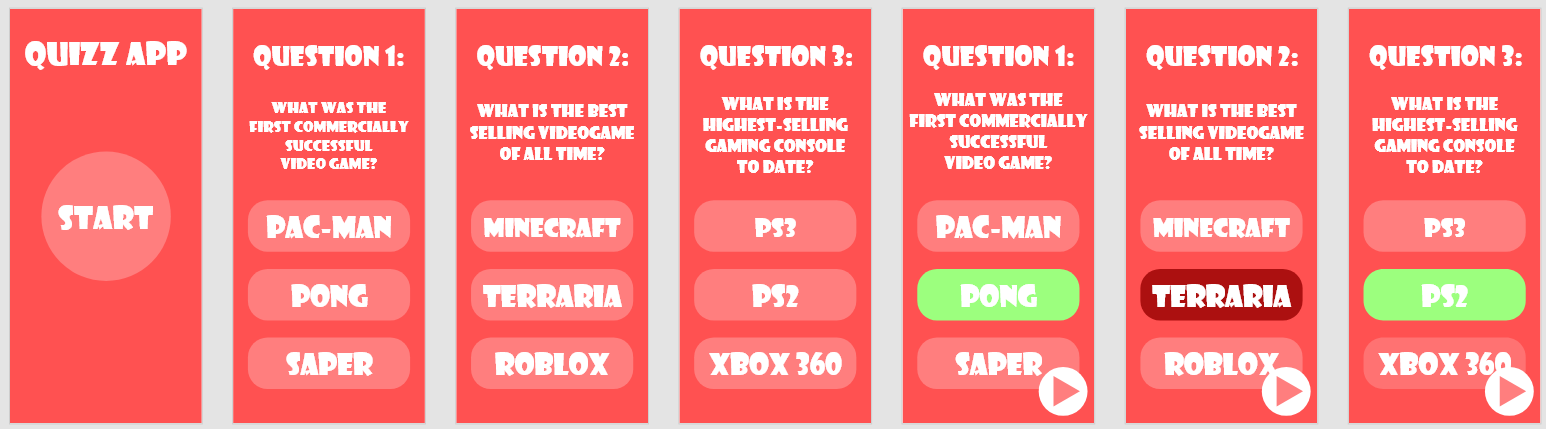 QUIZZ APP
START
QUESTION 1:
WHAT WAS THE
FIRST COMMERCIALLY
SUCCESSFUL
VIDEO GAME?
PAC-MAN
PONG
SAPER
QUESTION 2:
WHAT IS THE BEST
SELLING VIDEOGAME
OF ALL TIME?
MINECRAFT
TERRARIA
ROBLOX
QUESTION 3:
WHAT IS THE
HIGHEST-SELLING
GAMING CONSOLE
TO DATE?
PS3
PS2
XBOX 360
QUESTION 1:
WHAT WAS THE
FIRST COMMERCIALLY
SUCCESSFUL
VIDEO GAME?
PAC-MAN
PONG
SAPER
QUESTION 2:
WHAT IS THE BEST
SELLING VIDEOGAME
OF ALL TIME?
MINECRAFT
TERRARIA
ROBLOX
QUESTION 3:
WHAT IS THE
HIGHEST-SELLING
GAMING CONSOLE
TO DATE?
PS3
PS2
XBOX 360